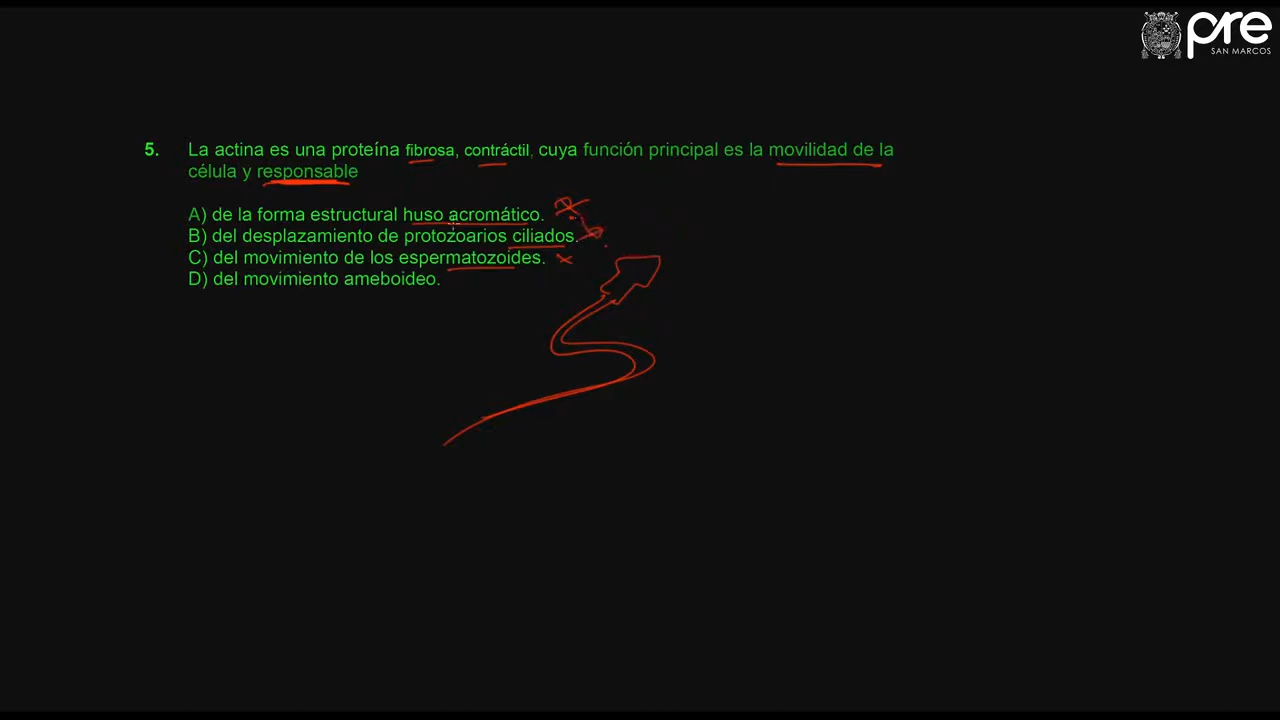 pre
SAN MARCOS
5. La actina es una proteína fibrosa, contráctil, cuya función principal es la movilidad de la
célula y responsable
A) de la forma estructural huso acromático.
B) del desplazamiento de protozoarios ciliados.
C) del movimiento de los espermatozoides.
D) del movimiento ameboideo.